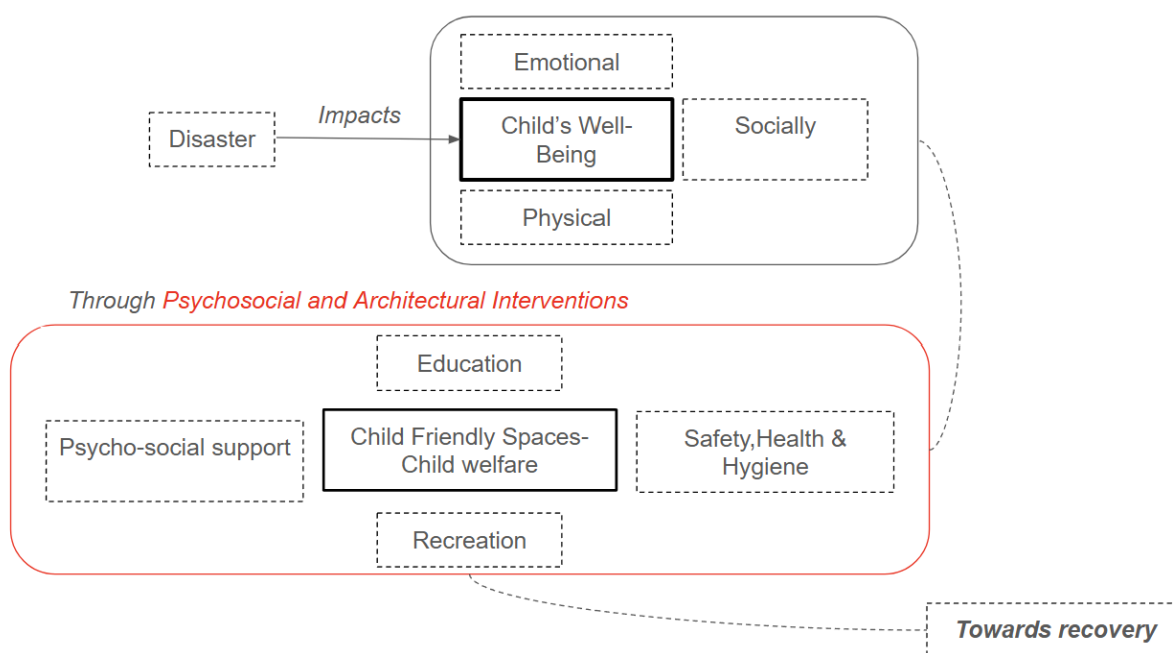 Emotional
Impacts
Disaster
Child's Well-
Being
Socially
Physical
Through Psychosocial and Architectural Interventions
Education
Psycho-social support
Child Friendly Spaces-
Child welfare
Safety,Health &
Hygiene
Recreation
Towards recovery